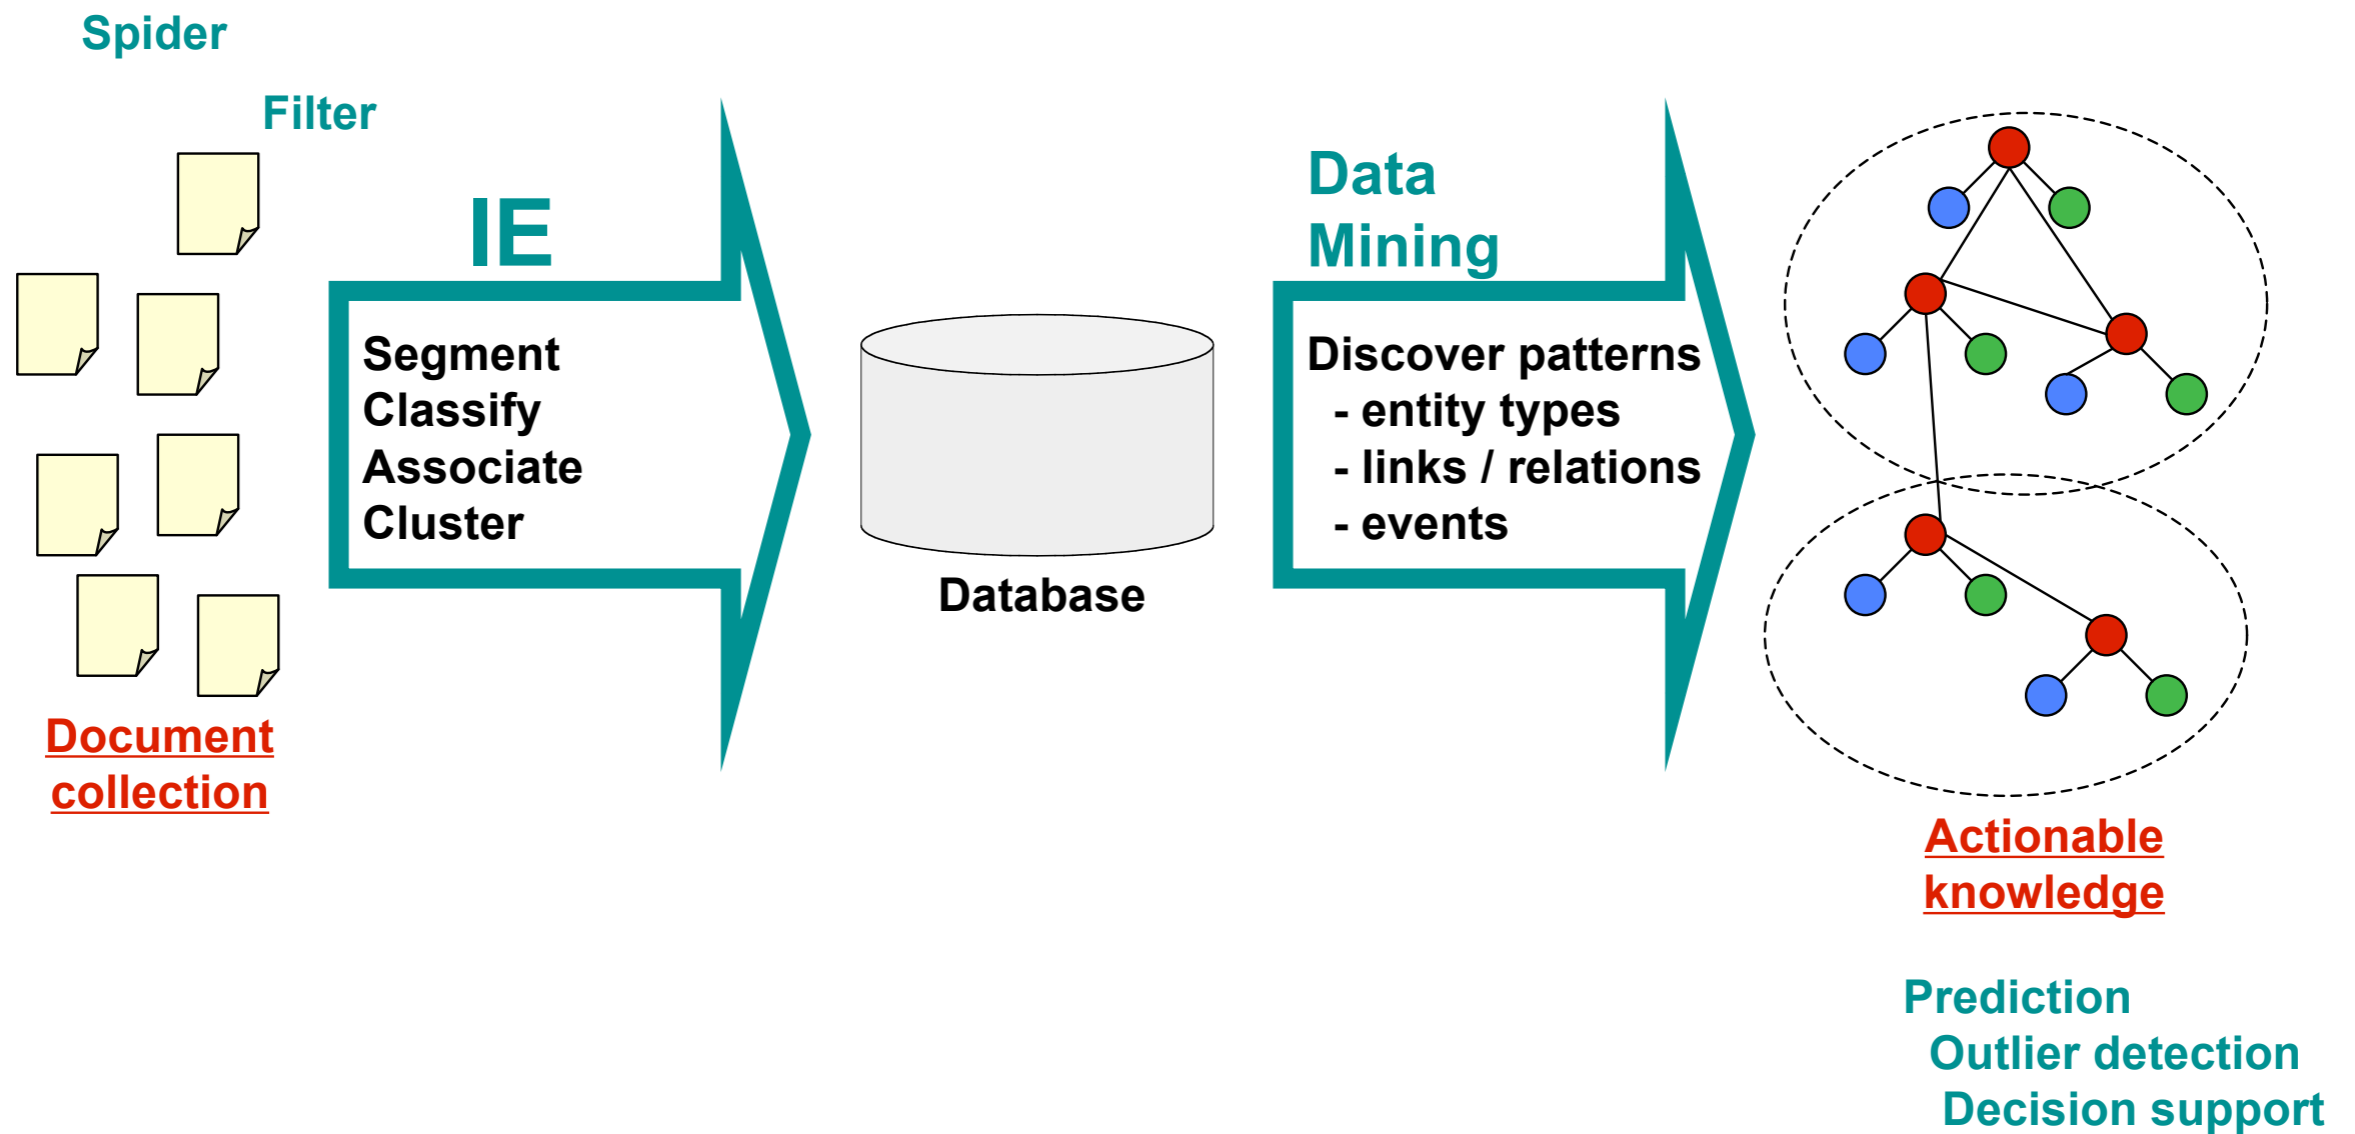 Spider
Filter
Document
collection
IE
Segment
Classify
Associate
Cluster
Database
Data
Mining
Discover patterns
- entity types
- links / relations
- events
Actionable
knowledge
Prediction
Outlier detection
Decision support